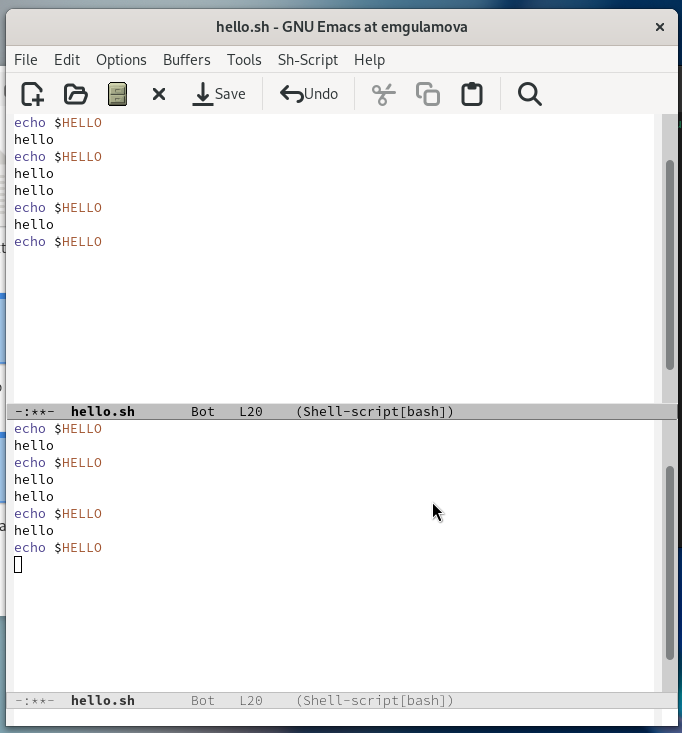 hello.sh - GNU Emacs at emgulamova
File Edit Options Buffers Tools Sh-Script Help
Save Undo
echo $HELLO
hello
echo $HELLO
hello
hello
echo $HELLO
hello
echo $HELLO
-:**- hello.sh Bot L20 (Shell-script[bash])
echo $HELLO
hello
echo $HELLO
hello
hello
echo $HELLO
hello
echo $HELLO
-:**- hello.sh Bot L20 (Shell-script[bash])